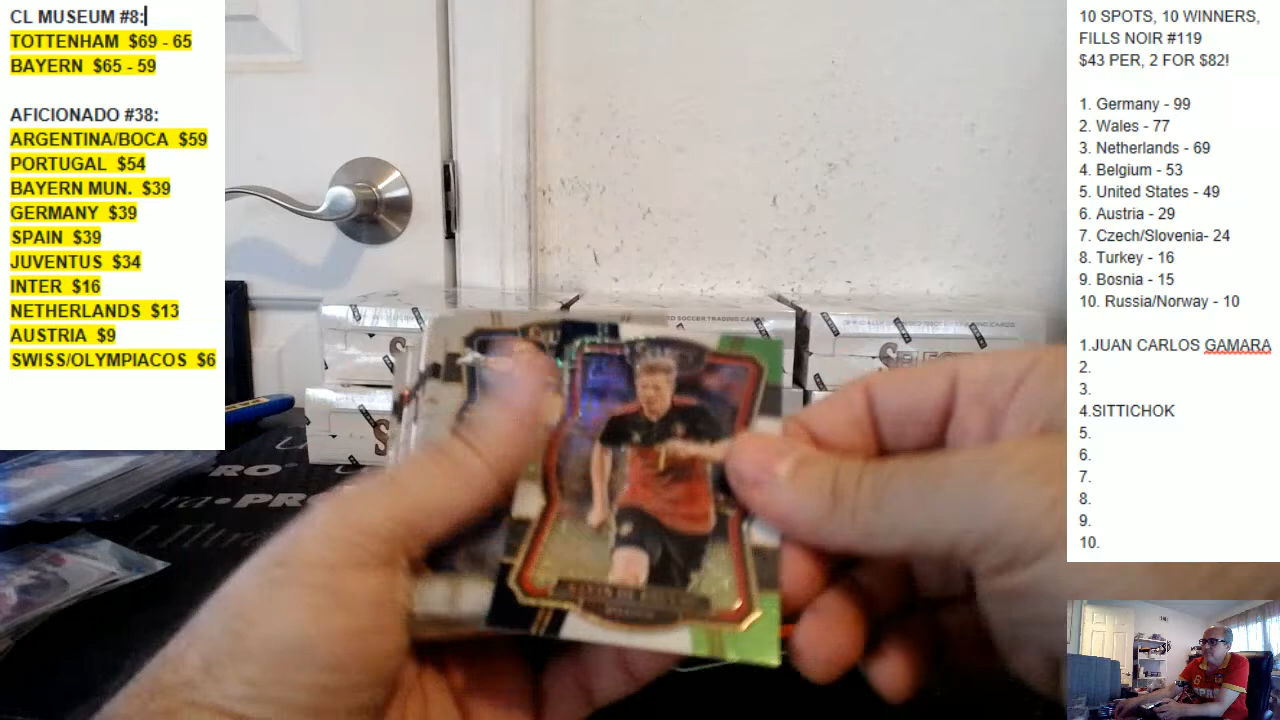 CL MUSEUM #8:
TOTTENHAM $69 - 65
BAYERN $65 - 59
AFICIONADO #38:
ARGENTINA/BOCA $59
PORTUGAL $54
BAYERN MUN. $39
GERMANY $39
SPAIN $39
JUVENTUS $34
INTER $16
NETHERLANDS $13
AUSTRIA $9
SWISS/OLYMPIACOS $6
10 SPOTS, 10 WINNERS,
FILLS NOIR #119
$43 PER, 2 FOR $82!
1. Germany - 99
2. Wales - 77
3. Netherlands - 69
4. Belgium - 53
5. United States - 49
6. Austria - 29
7. Czech/Slovenia- 24
8. Turkey - 16
9. Bosnia - 15
10. Russia/Norway - 10
1.JUAN CARLOS GAMARA
2.
3.
4.SITTICHOK
5.
6.
7.
8.
9.
10.
SOCCER TRADING CARDS